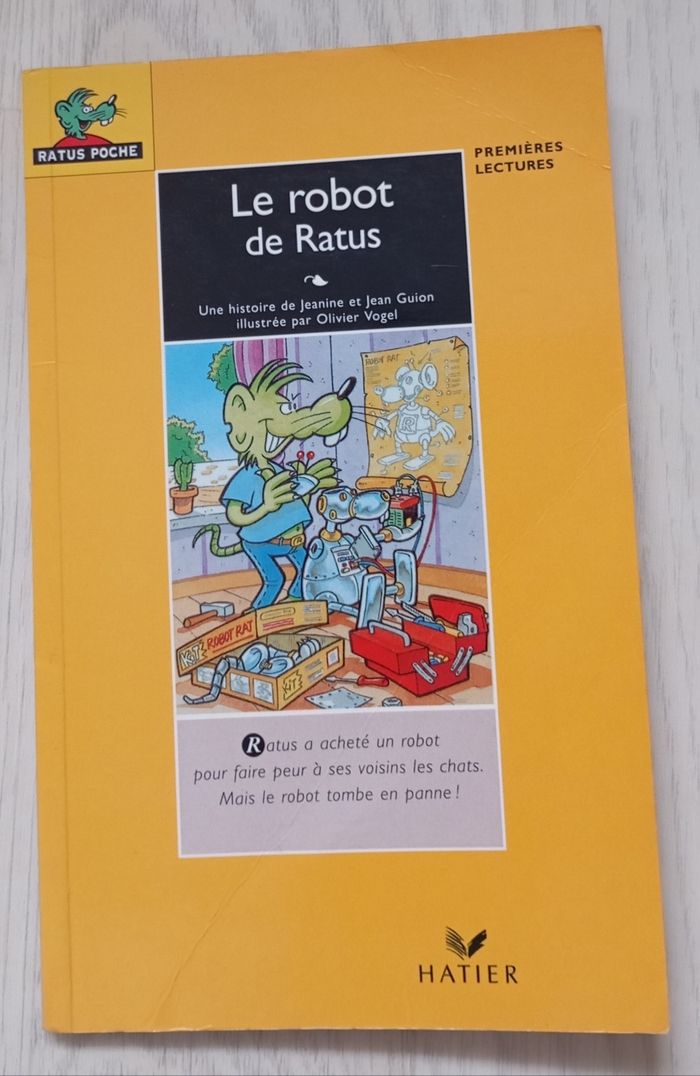 RATUS POCHE
PREMIÈRES
LECTURES
Le robot
de Ratus
Une histoire de Jeanine et Jean Guion
illustrée par Olivier Vogel
ROBOT RAT
R
KIT ROBOT RAT
KIT
Ratus a acheté un robot
pour faire peur à ses voisins les chats.
Mais le robot tombe en panne !
HATIER